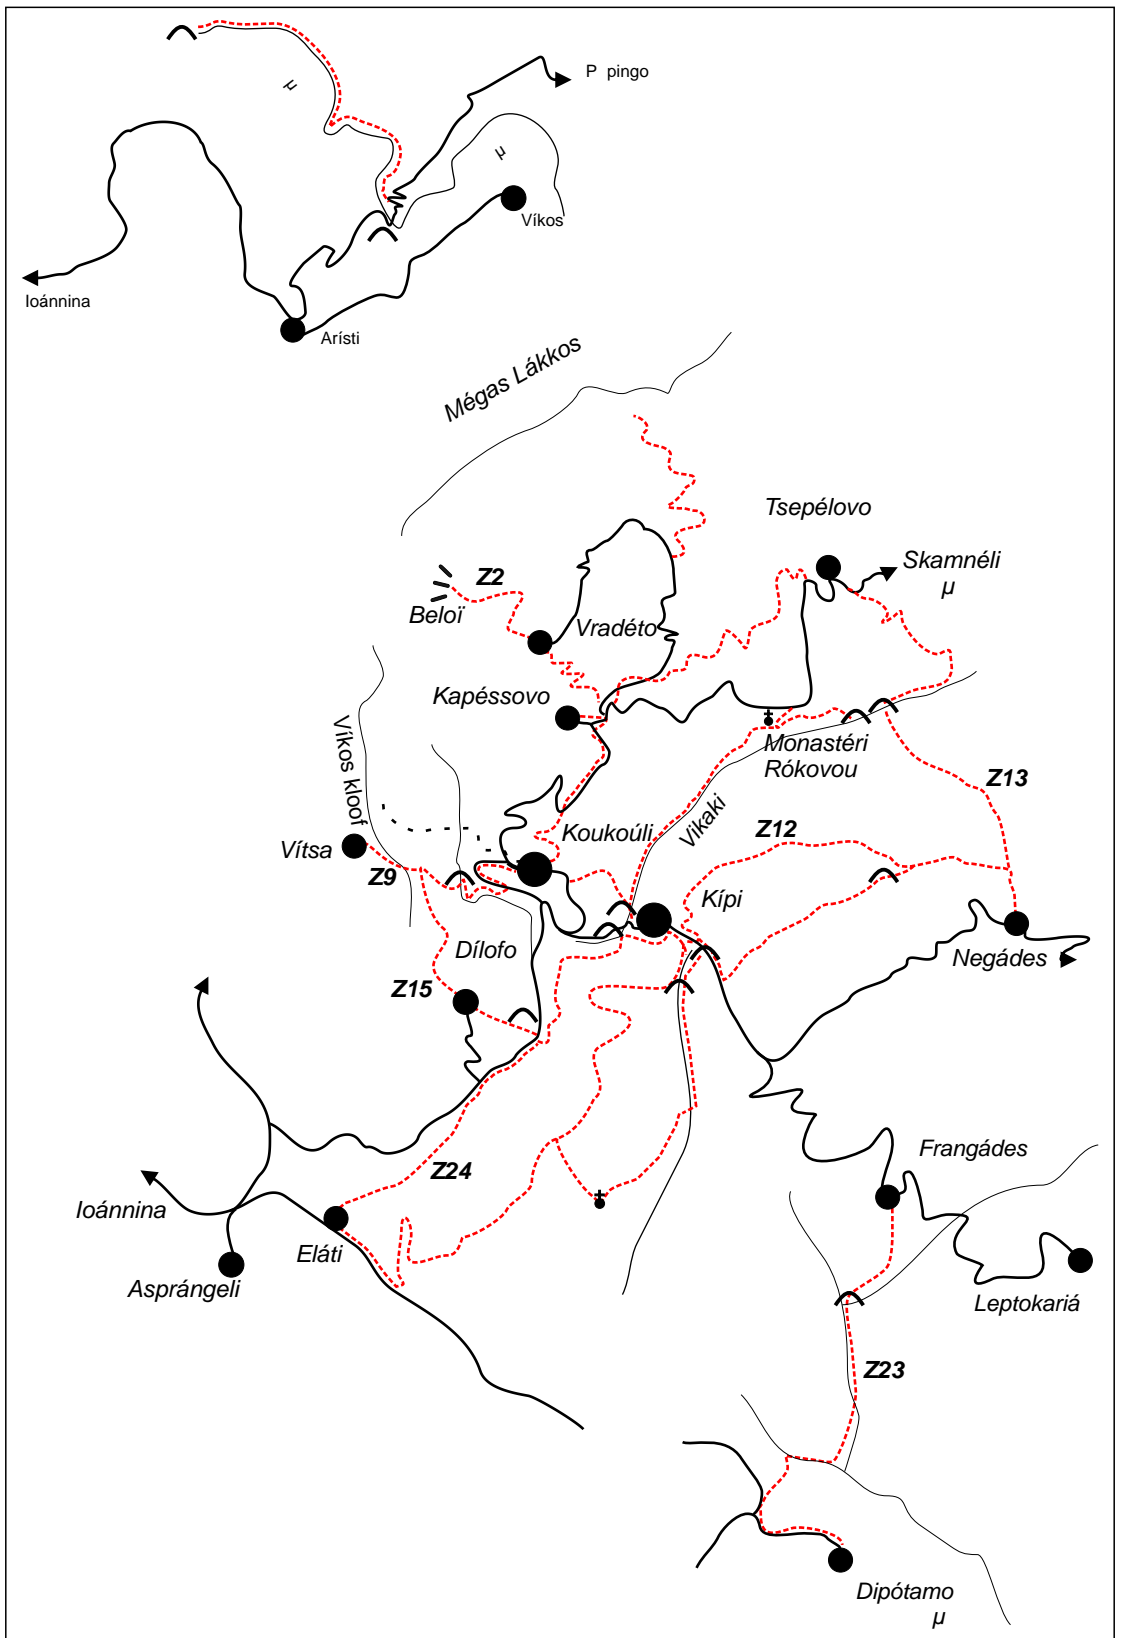 P pingo
μ
μ
Víkos
Ioánnina
Arísti
Mégas Lákkos
Tsepélovo
Skamnéli
μ
Z2
Beloï
Vradéto
Kapéssovo
Víkos kloof
Monastéri
Rókovou
Z13
Vikaki
Z12
Koukoúli
Vítsa
Z9
Kípi
Dílofo
Negádes
Z15
Frangádes
Z24
Ioánnina
Eláti
Asprángeli
Leptokariá
Z23
Dipótamo
μ